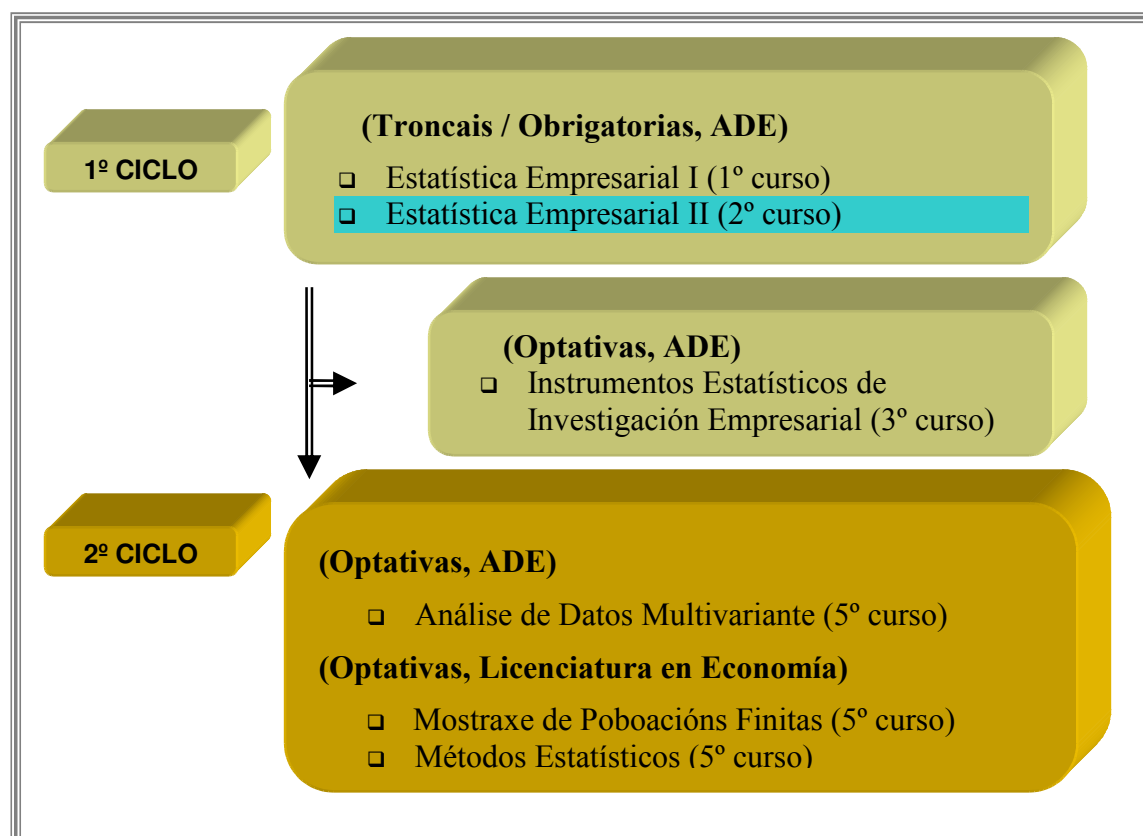 1º CICLO
(Troncais / Obrigatorias, ADE)
❑ Estatística Empresarial I (1º curso)
❑ Estatística Empresarial II (2º curso)
(Optativas, ADE)
❑ Instrumentos Estatísticos de
Investigación Empresarial (3º curso)
2º CICLO
(Optativas, ADE)
❑ Análise de Datos Multivariante (5º curso)
(Optativas, Licenciatura en Economía)
❑ Mostraxe de Poboacións Finitas (5º curso)
❑ Métodos Estatísticos (5º curso)